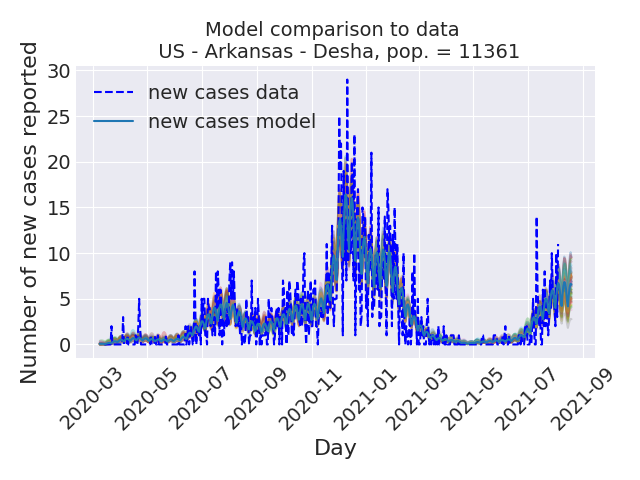 Model comparison to data
US - Arkansas - Desha, pop. = 11361
Number of new cases reported
30
25
20
15
10
5
0
new cases data
new cases model
2020-03
2020-05
2020-07
2020-09
2020-11
2021-01
2021-03
2021-05
2021-07
2021-09
Day